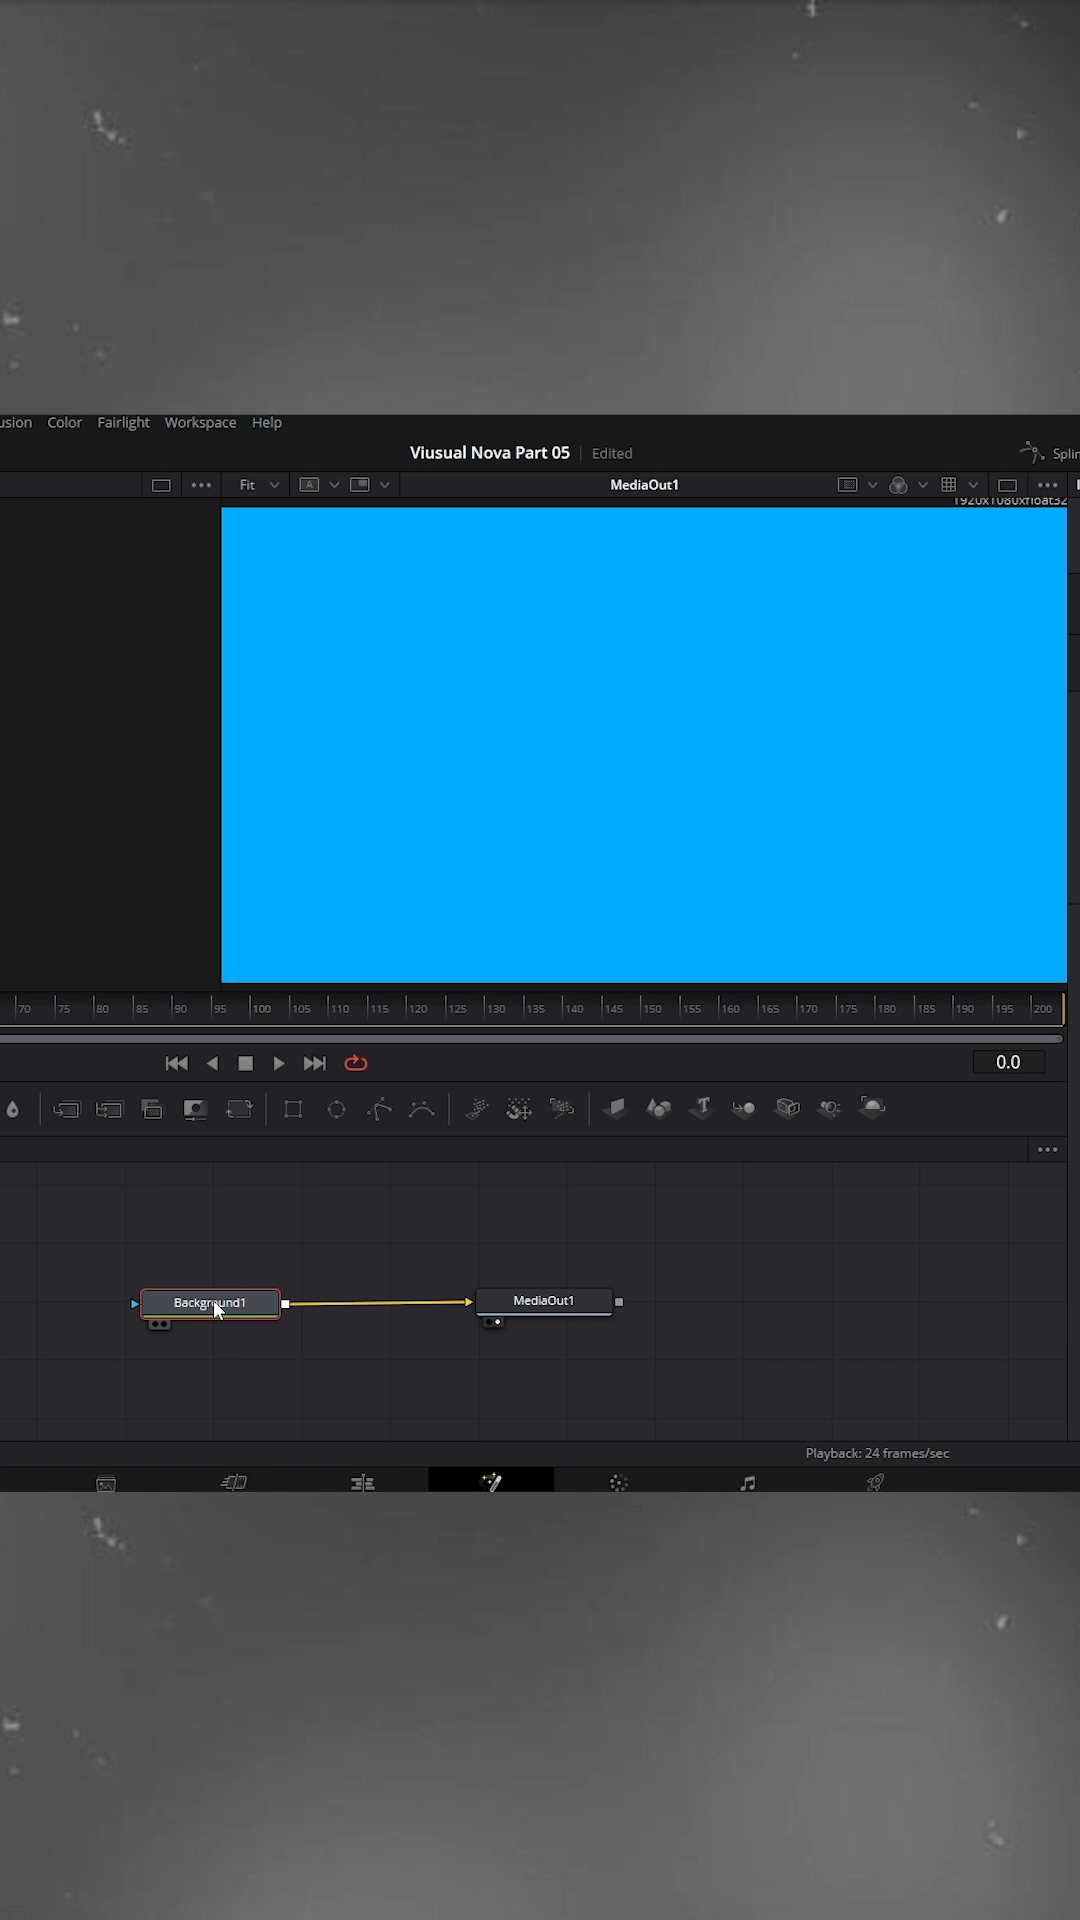 usion Color Fairlight Workspace Help
Viusual Nova Part 05 Edited
Splin
Fit A MediaOut1
1920x1080xfloat32
70 75 80 85 90 95 100 105 110 115 120 125 130 135 140 145 150 155 160 165 170 175 180 185 190 195 200
0.0
Background1 MediaOut1
Playback: 24 frames/sec